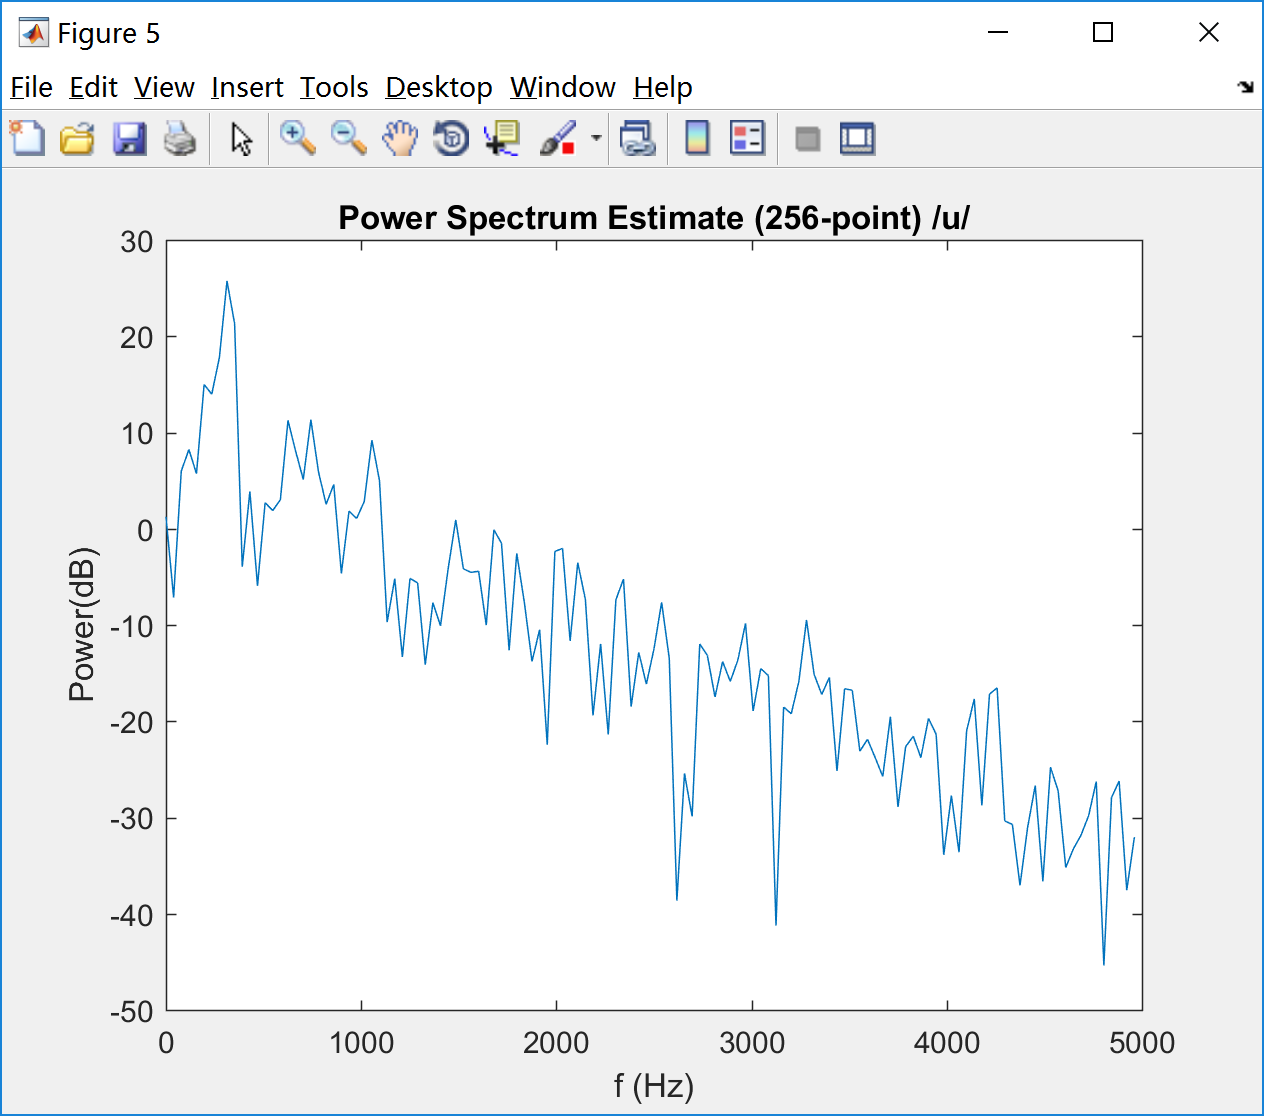 Figure 5
File Edit View Insert Tools Desktop Window Help
Power Spectrum Estimate (256-point) /u/
30
20
10
0
-10
-20
-30
-40
-50
Power(dB)
0 1000 2000 3000 4000 5000
f (Hz)